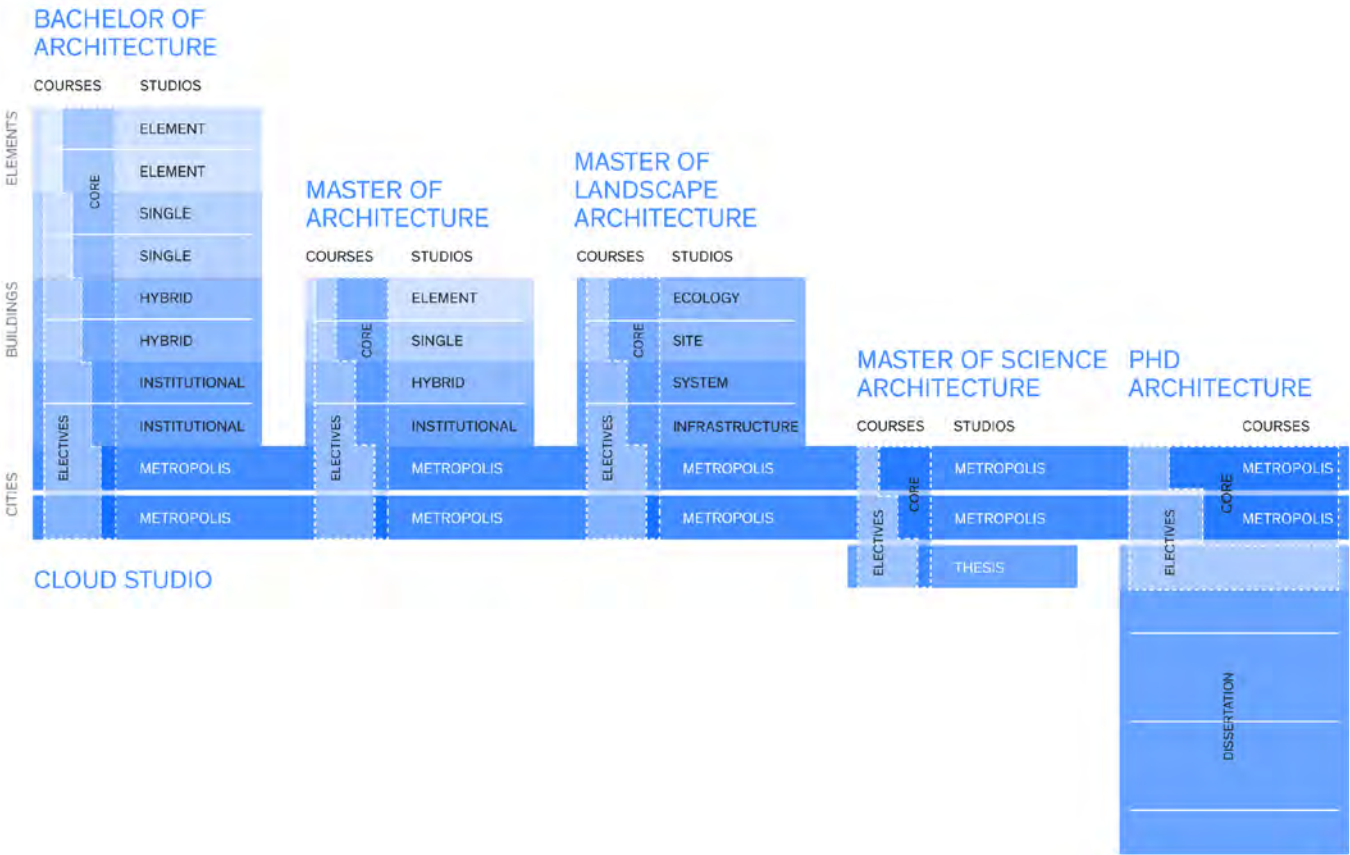 BACHELOR OF
ARCHITECTURE
COURSES
STUDIOS
ELEMENTS
BUILDINGS
CITIES
CORE
ELECTIVES
ELEMENT
ELEMENT
SINGLE
SINGLE
HYBRID
HYBRID
INSTITUTIONAL
INSTITUTIONAL
METROPOLIS
METROPOLIS
CLOUD STUDIO
MASTER OF
ARCHITECTURE
COURSES
STUDIOS
CORE
ELECTIVES
ELEMENT
SINGLE
HYBRID
INSTITUTIONAL
METROPOLIS
METROPOLIS
MASTER OF
LANDSCAPE
ARCHITECTURE
COURSES
STUDIOS
CORE
ELECTIVES
ECOLOGY
SITE
SYSTEM
INFRASTRUCTURE
METROPOLIS
METROPOLIS
MASTER OF SCIENCE
ARCHITECTURE
COURSES
STUDIOS
CORE
ELECTIVES
METROPOLIS
METROPOLIS
THESIS
PHD
ARCHITECTURE
COURSES
CORE
ELECTIVES
METROPOLIS
METROPOLIS
DISSERTATION